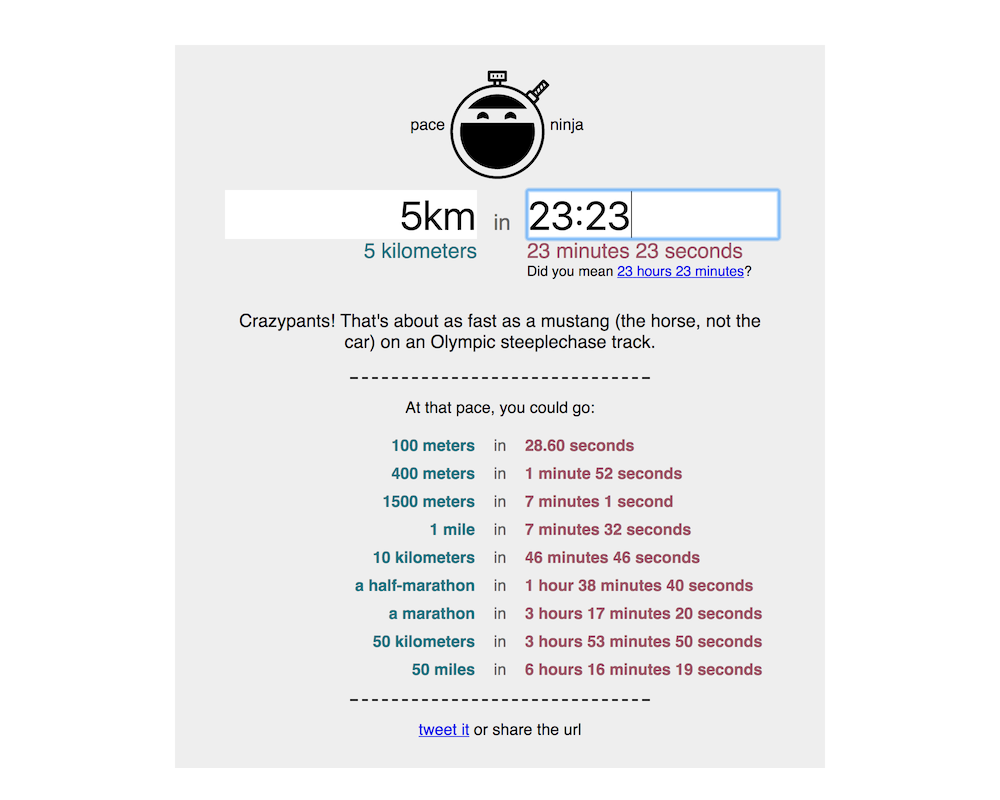 pace ninja
5km in 23:23
5 kilometers 23 minutes 23 seconds
Did you mean 23 hours 23 minutes?
Crazypants! That's about as fast as a mustang (the horse, not the
car) on an Olympic steeplechase track.
At that pace, you could go:
100 meters in 28.60 seconds
400 meters in 1 minute 52 seconds
1500 meters in 7 minutes 1 second
1 mile in 7 minutes 32 seconds
10 kilometers in 46 minutes 46 seconds
a half-marathon in 1 hour 38 minutes 40 seconds
a marathon in 3 hours 17 minutes 20 seconds
50 kilometers in 3 hours 53 minutes 50 seconds
50 miles in 6 hours 16 minutes 19 seconds
tweet it or share the url